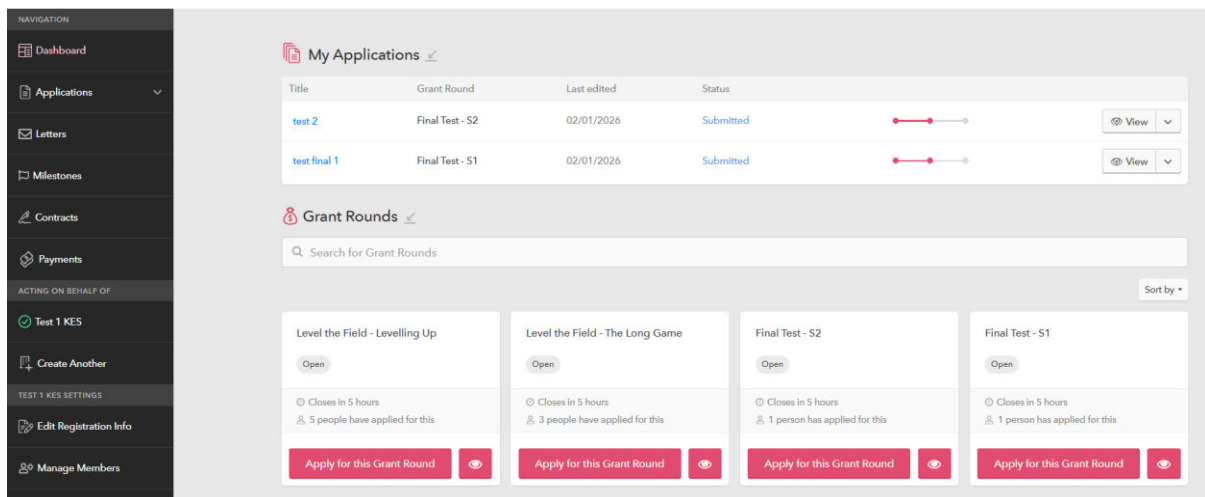 NAVIGATION
Dashboard
Applications
Letters
Milestones
Contracts
Payments
ACTING ON BEHALF OF
Test 1 KES
Create Another
TEST 1 KES SETTINGS
Edit Registration Info
Manage Members
My Applications
Title Grant Round Last edited Status
test 2 Final Test - S2 02/01/2026 Submitted View
test final 1 Final Test - S1 02/01/2026 Submitted View
Grant Rounds
Search for Grant Rounds
Sort by
Level the Field - Levelling Up
Open
Closes in 5 hours
5 people have applied for this
Apply for this Grant Round
Level the Field - The Long Game
Open
Closes in 5 hours
3 people have applied for this
Apply for this Grant Round
Final Test - S2
Open
Closes in 5 hours
1 person has applied for this
Apply for this Grant Round
Final Test - S1
Open
Closes in 5 hours
1 person has applied for this
Apply for this Grant Round